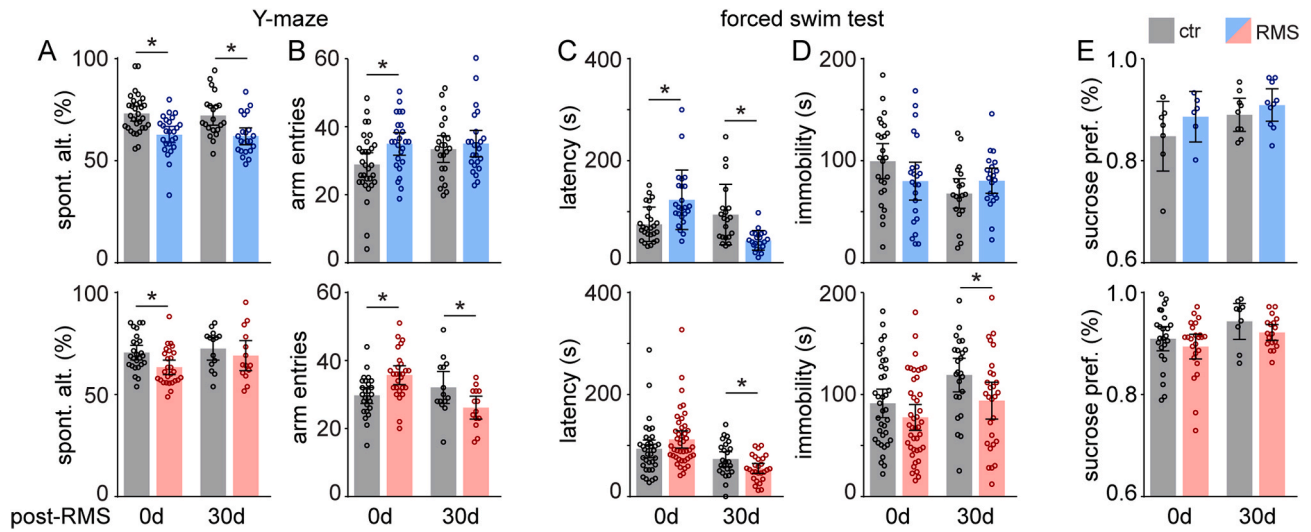 Y-maze
forced swim test
ctr
RMS
A
B
C
D
E
spont. alt. (%)
100
50
0
*
*
arm entries
60
40
20
0
*
latency (s)
400
200
0
*
*
immobility (s)
200
100
0
sucrose pref. (%)
1.0
0.8
0.6
spont. alt. (%)
100
50
0
*
arm entries
60
40
20
0
*
*
latency (s)
400
200
0
*
immobility (s)
200
100
0
*
sucrose pref. (%)
1.0
0.8
0.6
post-RMS
0d
30d
0d
30d
0d
30d
0d
30d
0d
30d